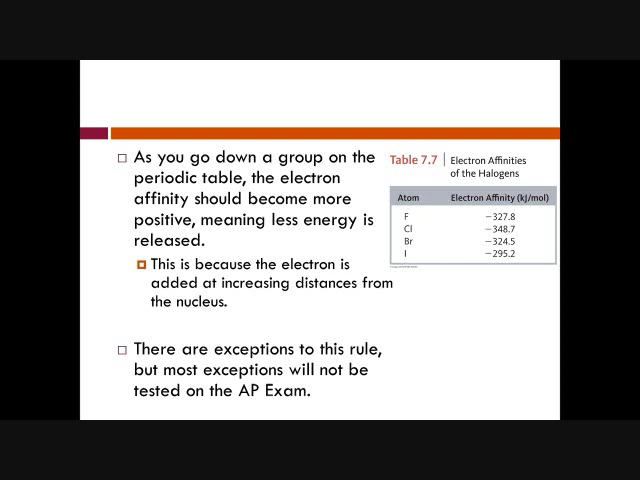 As you go down a group on the
periodic table, the electron
affinity should become more
positive, meaning less energy is
released.
This is because the electron is
added at increasing distances from
the nucleus.
There are exceptions to this rule,
but most exceptions will not be
tested on the AP Exam.
Table 7.7 | Electron Affinities
of the Halogens
Atom Electron Affinity (kJ/mol)
F −327.8
Cl −348.7
Br −324.5
I −295.2